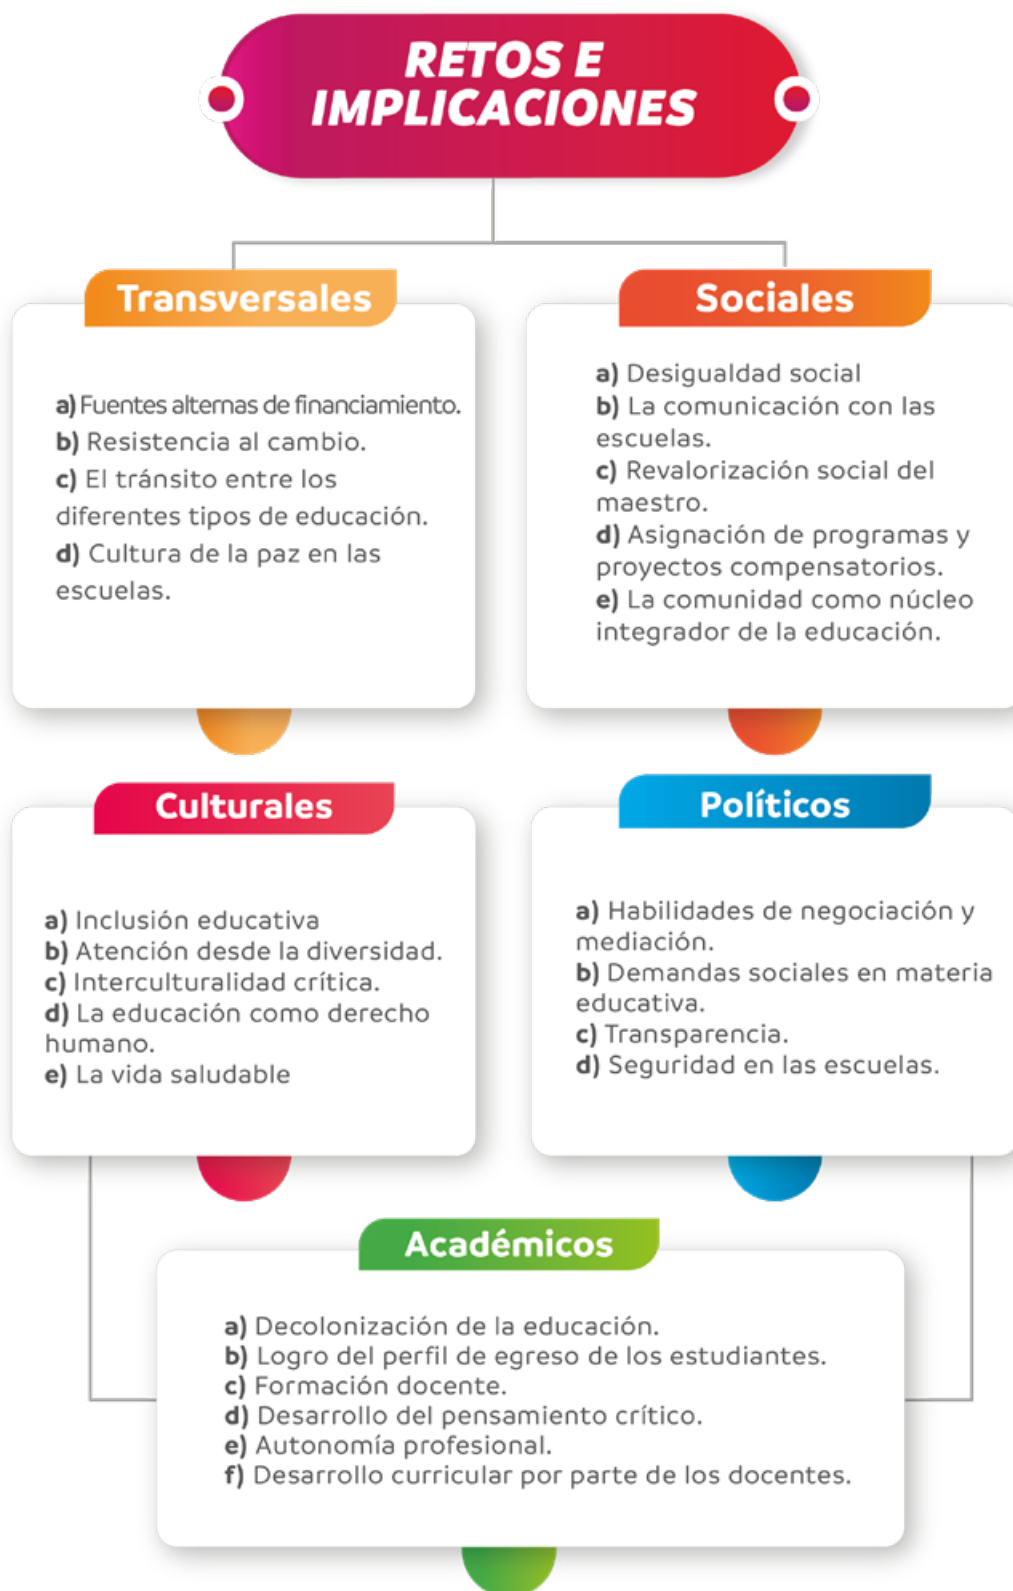 RETOS E
IMPLICACIONES
Transversales
a) Fuentes alternas de financiamiento.
b) Resistencia al cambio.
c) El tránsito entre los
diferentes tipos de educación.
d) Cultura de la paz en las
escuelas.
Sociales
a) Desigualdad social
b) La comunicación con las
escuelas.
c) Revalorización social del
maestro.
d) Asignación de programas y
proyectos compensatorios.
e) La comunidad como núcleo
integrador de la educación.
Culturales
a) Inclusión educativa
b) Atención desde la diversidad.
c) Interculturalidad crítica.
d) La educación como derecho
humano.
e) La vida saludable
Políticos
a) Habilidades de negociación y
mediación.
b) Demandas sociales en materia
educativa.
c) Transparencia.
d) Seguridad en las escuelas.
Académicos
a) Decolonización de la educación.
b) Logro del perfil de egreso de los estudiantes.
c) Formación docente.
d) Desarrollo del pensamiento crítico.
e) Autonomía profesional.
f) Desarrollo curricular por parte de los docentes.